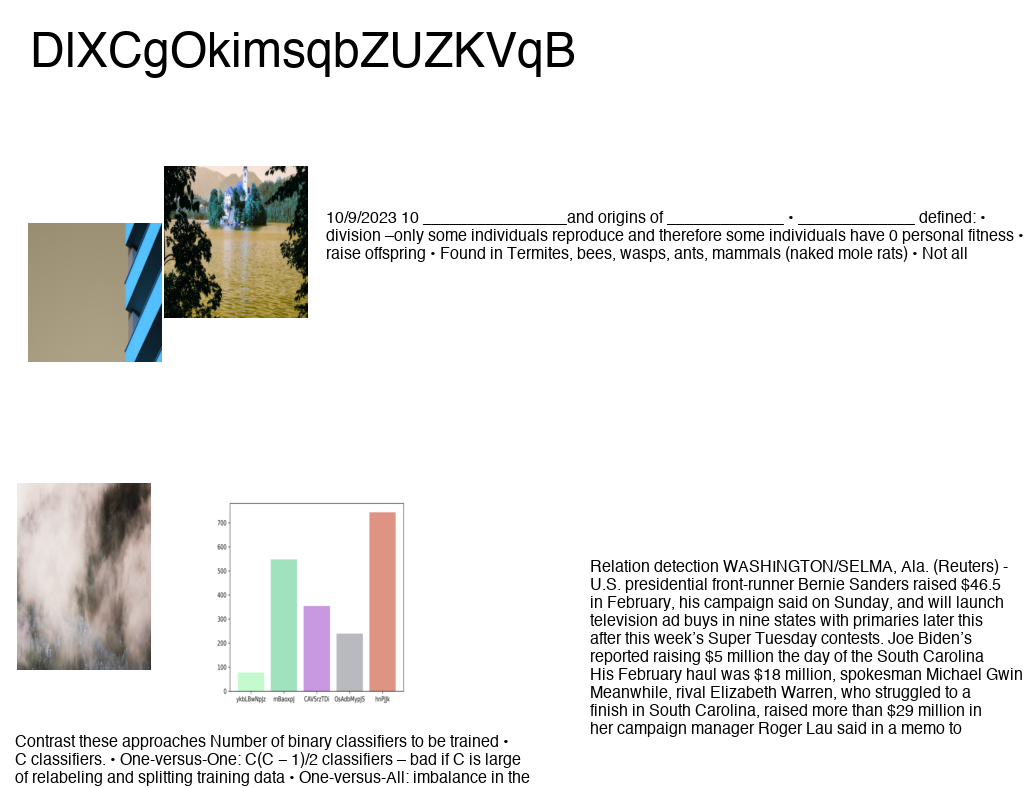 DlXCgOkimsqbZUZKVqB
10/9/2023 10 _________________and origins of ______________ • ______________ defined: •
division –only some individuals reproduce and therefore some individuals have 0 personal fitness •
raise offspring • Found in Termites, bees, wasps, ants, mammals (naked mole rats) • Not all
700
600
500
400
300
200
100
0
ykbLBwNpJz mBaoxpJ CAVSrzTDi OsAdbMypJS hnPJJk
Relation detection WASHINGTON/SELMA, Ala. (Reuters) -
U.S. presidential front-runner Bernie Sanders raised $46.5
in February, his campaign said on Sunday, and will launch
television ad buys in nine states with primaries later this
after this week’s Super Tuesday contests. Joe Biden’s
reported raising $5 million the day of the South Carolina
His February haul was $18 million, spokesman Michael Gwin
Meanwhile, rival Elizabeth Warren, who struggled to a
finish in South Carolina, raised more than $29 million in
her campaign manager Roger Lau said in a memo to
Contrast these approaches Number of binary classifiers to be trained •
C classifiers. • One-versus-One: C(C – 1)/2 classifiers – bad if C is large
of relabeling and splitting training data • One-versus-All: imbalance in the